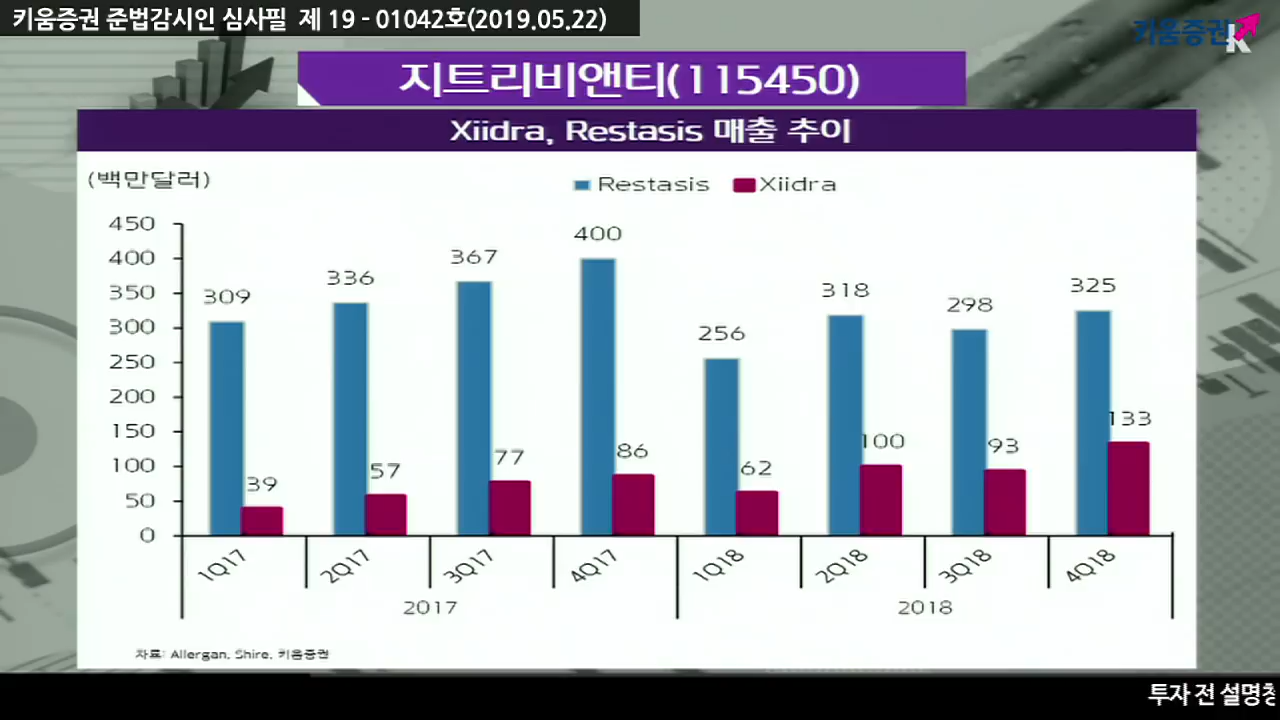 키움증권 준법감시인 심사필 제 19 - 01042호(2019.05.22)
키움증권
지트리비앤티(115450)
Xiidra, Restasis 매출 추이
(백만달러)
Restasis Xiidra
450
400
350
300
250
200
150
100
50
0
309 336 367 400 256 318 298 325
39 57 77 86 62 100 93 133
1Q17 2Q17 3Q17 4Q17 1Q18 2Q18 3Q18 4Q18
2017 2018
자료: Allergan, Shire, 키움증권
투자 전 설명청